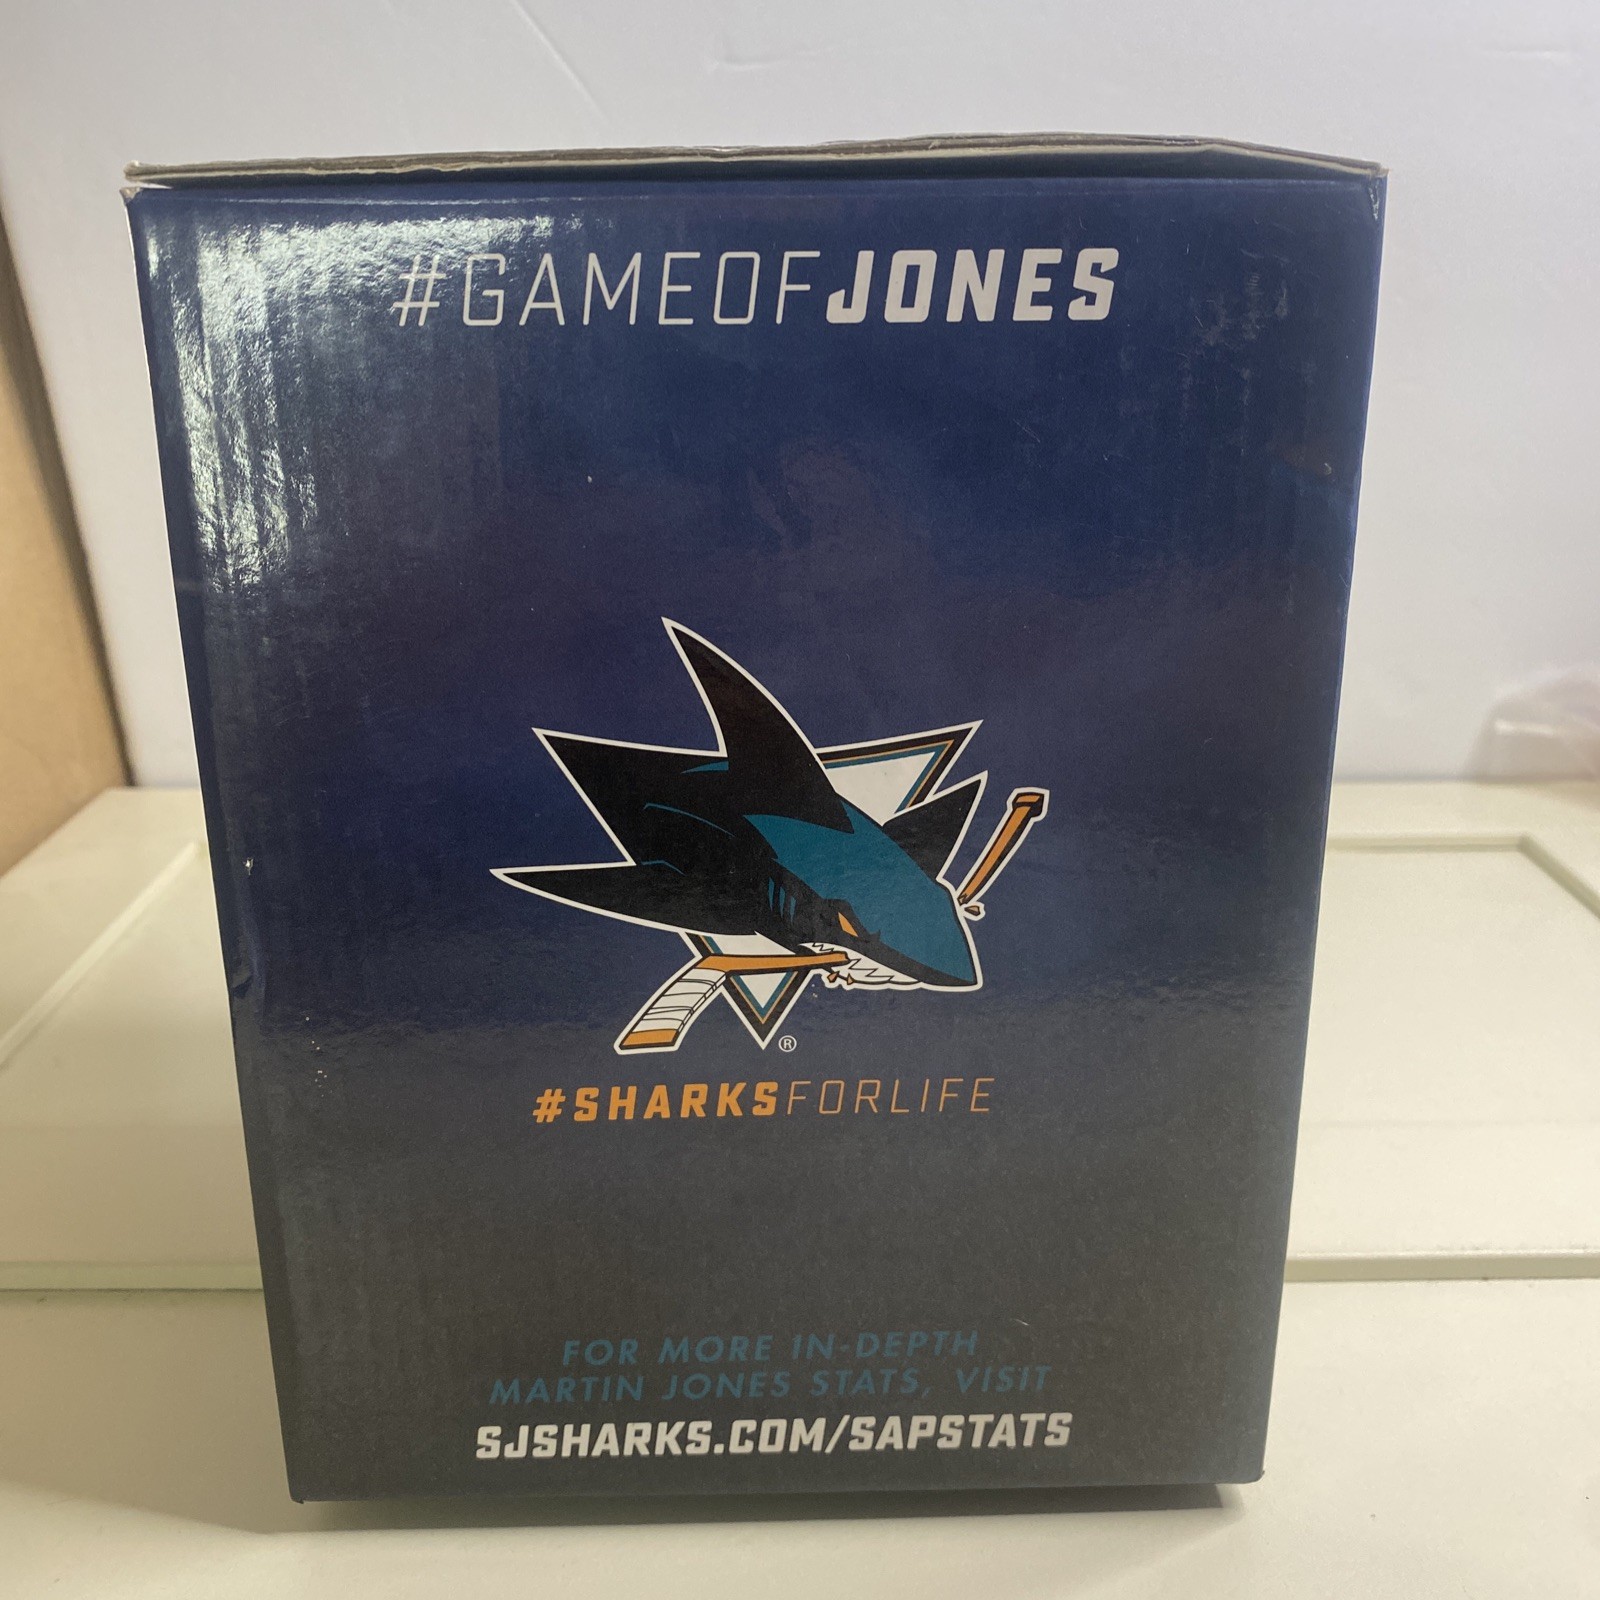 #GAMEOFJONES
®
#SHARKSFORLIFE
FOR MORE IN-DEPTH
MARTIN JONES STATS, VISIT
SJSHARKS.COM/SAPSTATS